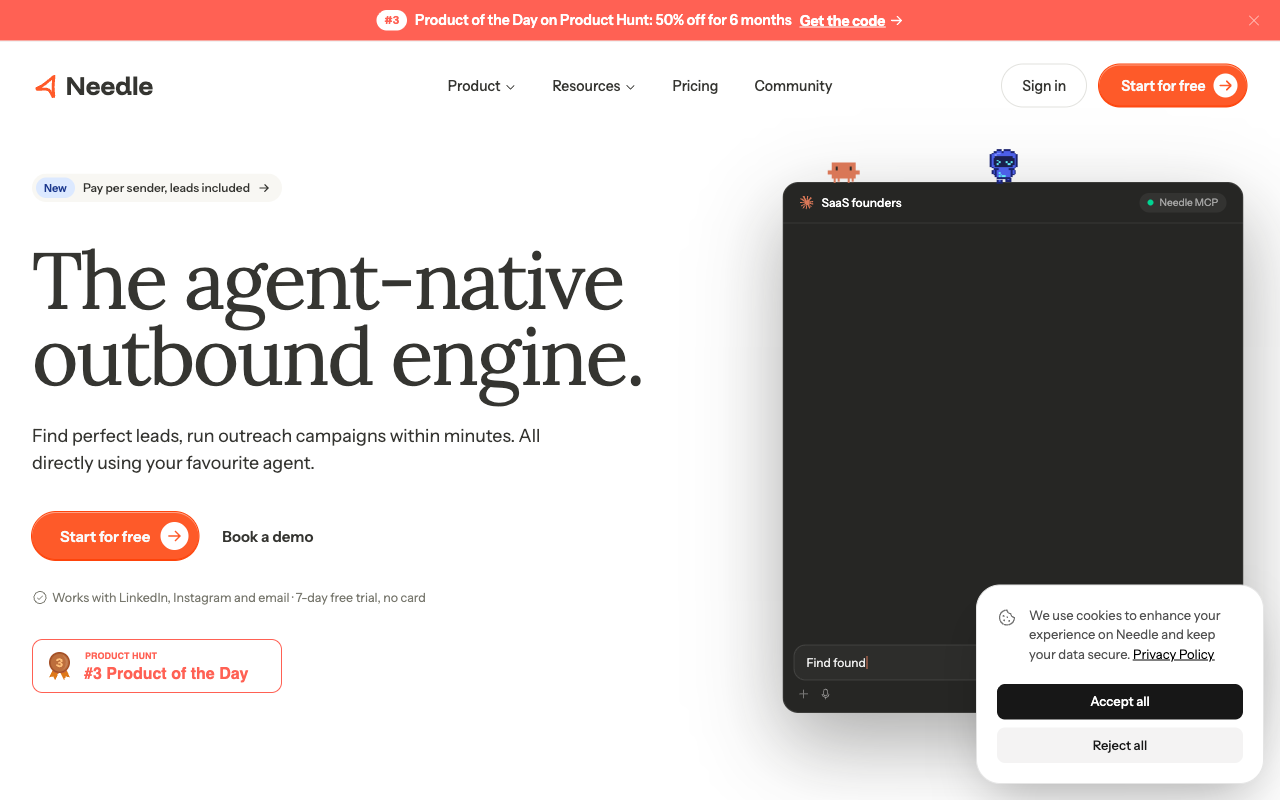 #3 Product of the Day on Product Hunt: 50% off for 6 months Get the code →
Needle
Product Resources Pricing Community Sign in Start for free →
New Pay per sender, leads included →
The agent-native
outbound engine.
Find perfect leads, run outreach campaigns within minutes. All
directly using your favourite agent.
Start for free → Book a demo
Works with LinkedIn, Instagram and email · 7-day free trial, no card
3
PRODUCT HUNT
#3 Product of the Day
SaaS founders Needle MCP
Find found
We use cookies to enhance your
experience on Needle and keep
your data secure. Privacy Policy
Accept all
Reject all